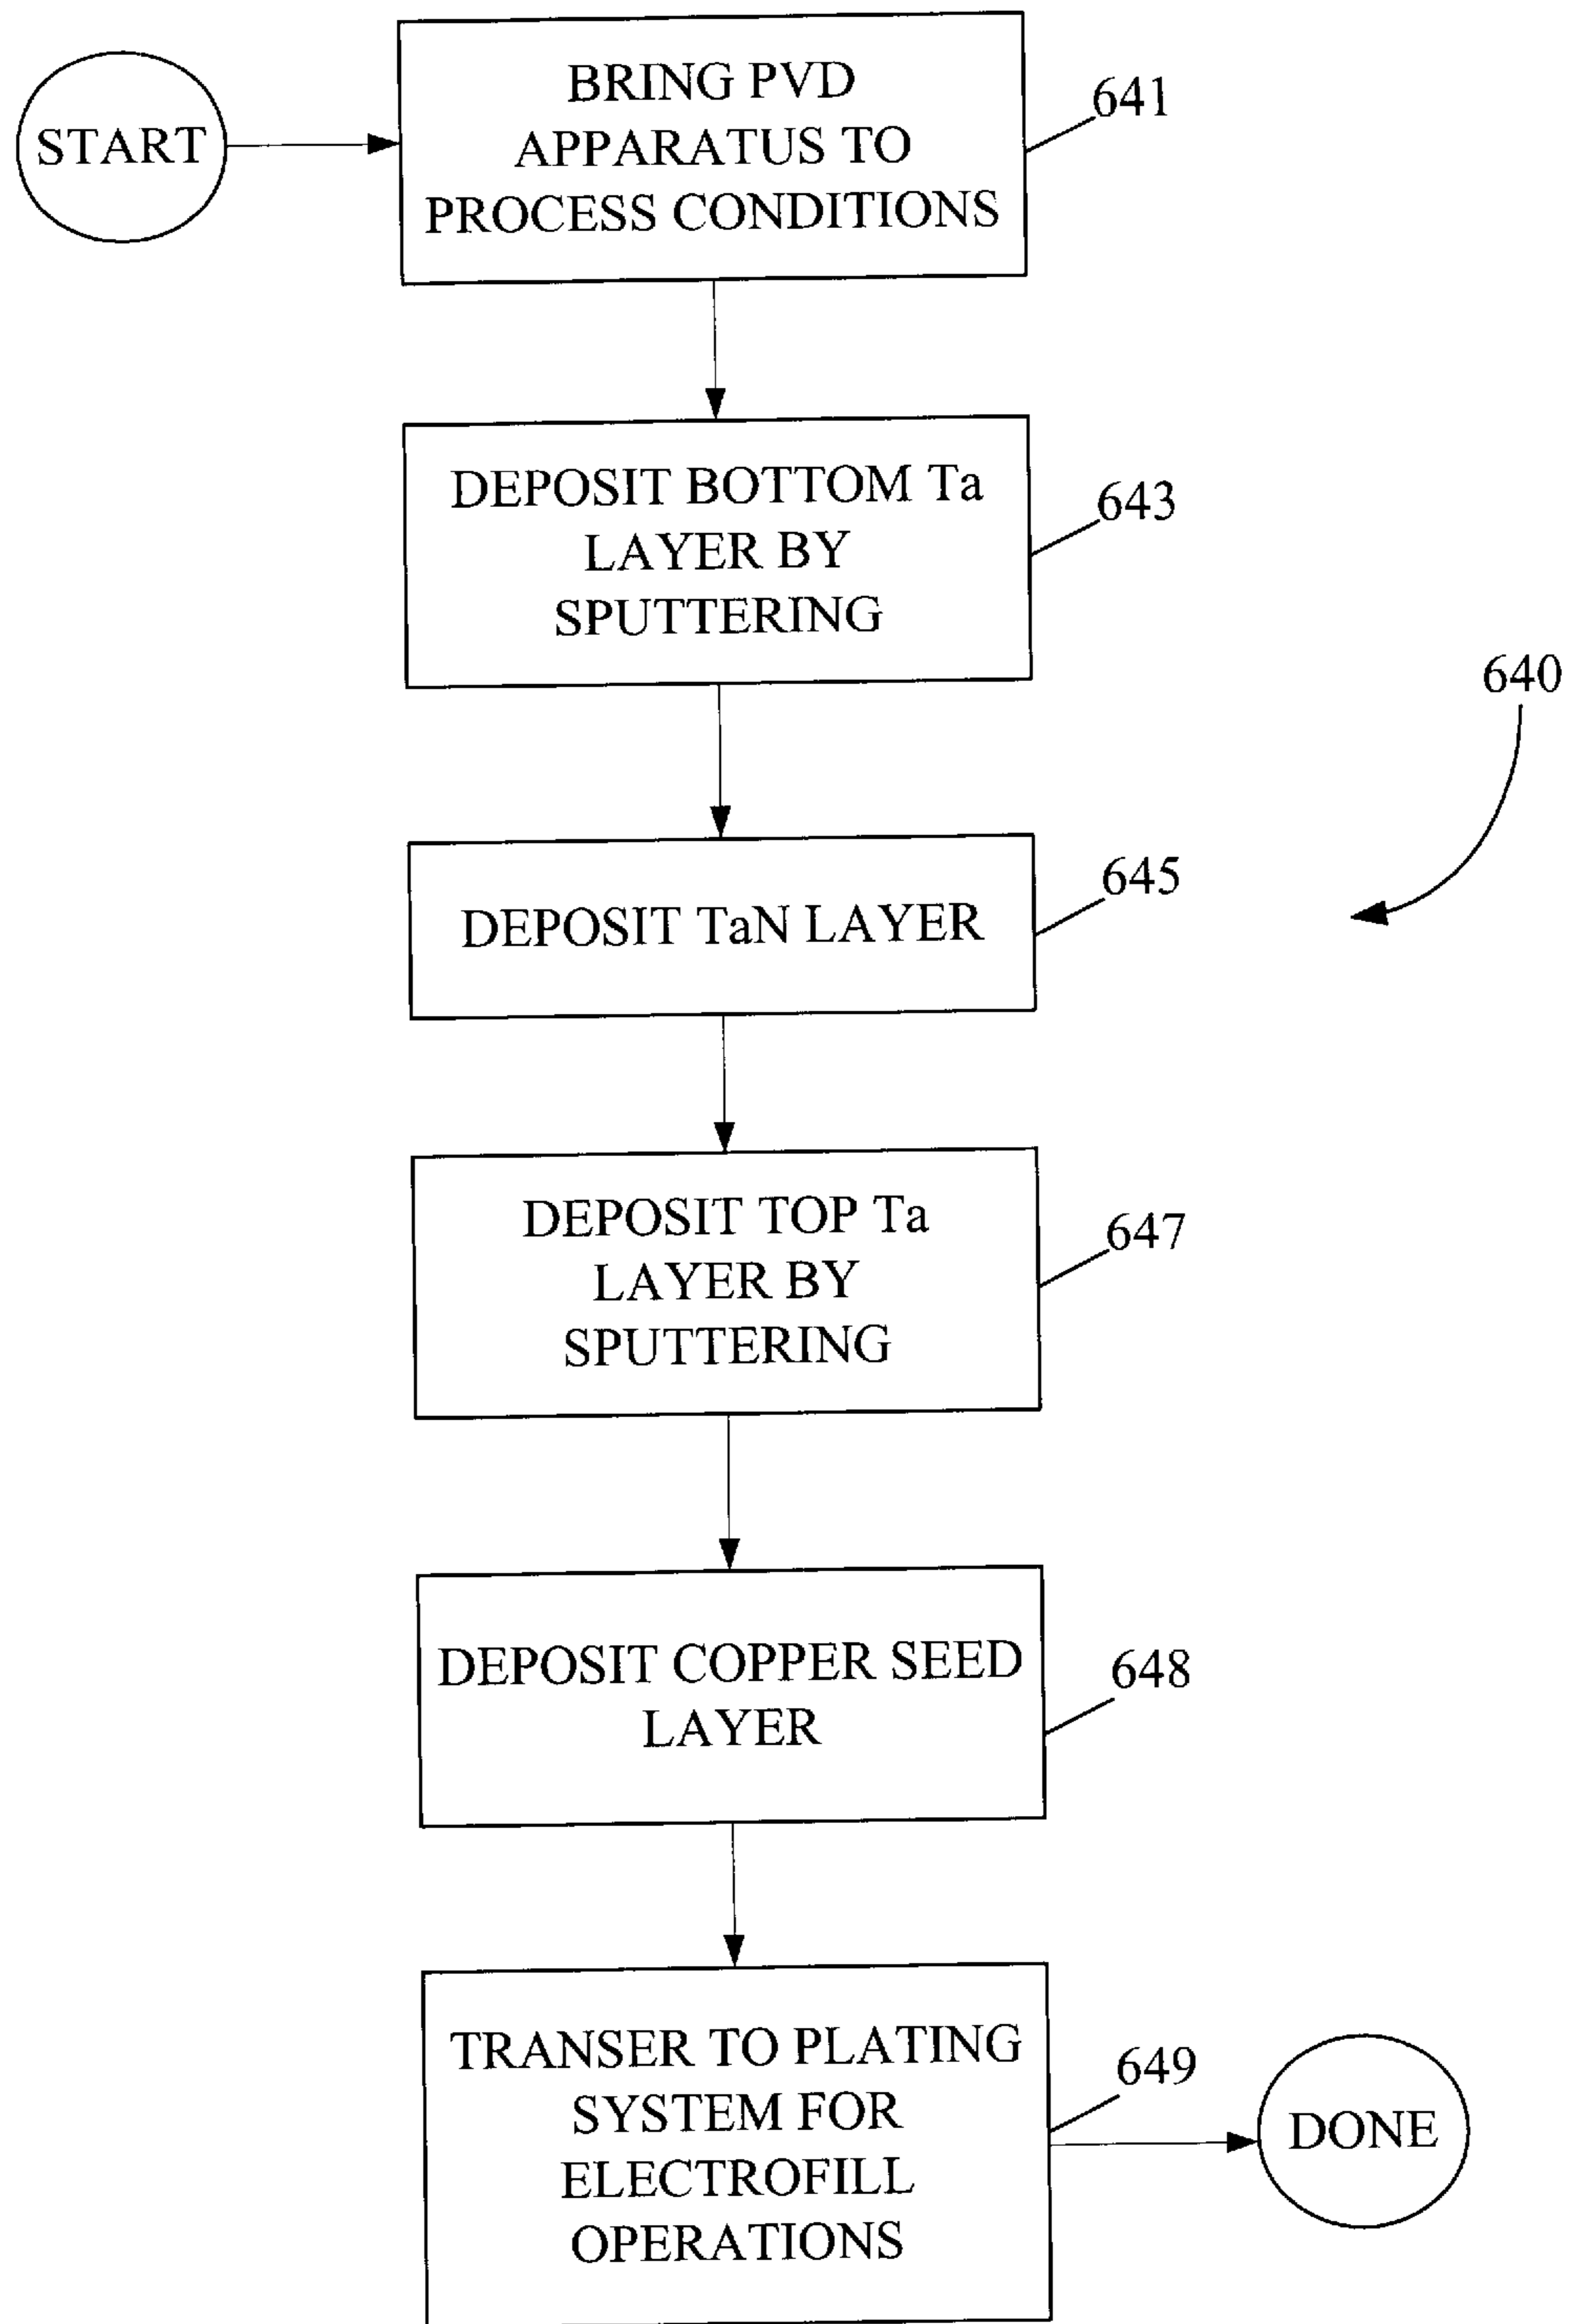 START
BRING PVD
APPARATUS TO
PROCESS CONDITIONS
641
DEPOSIT BOTTOM Ta
LAYER BY
SPUTTERING
643
640
DEPOSIT TaN LAYER
645
DEPOSIT TOP Ta
LAYER BY
SPUTTERING
647
DEPOSIT COPPER SEED
LAYER
648
TRANSER TO PLATING
SYSTEM FOR
ELECTROFILL
OPERATIONS
649
DONE